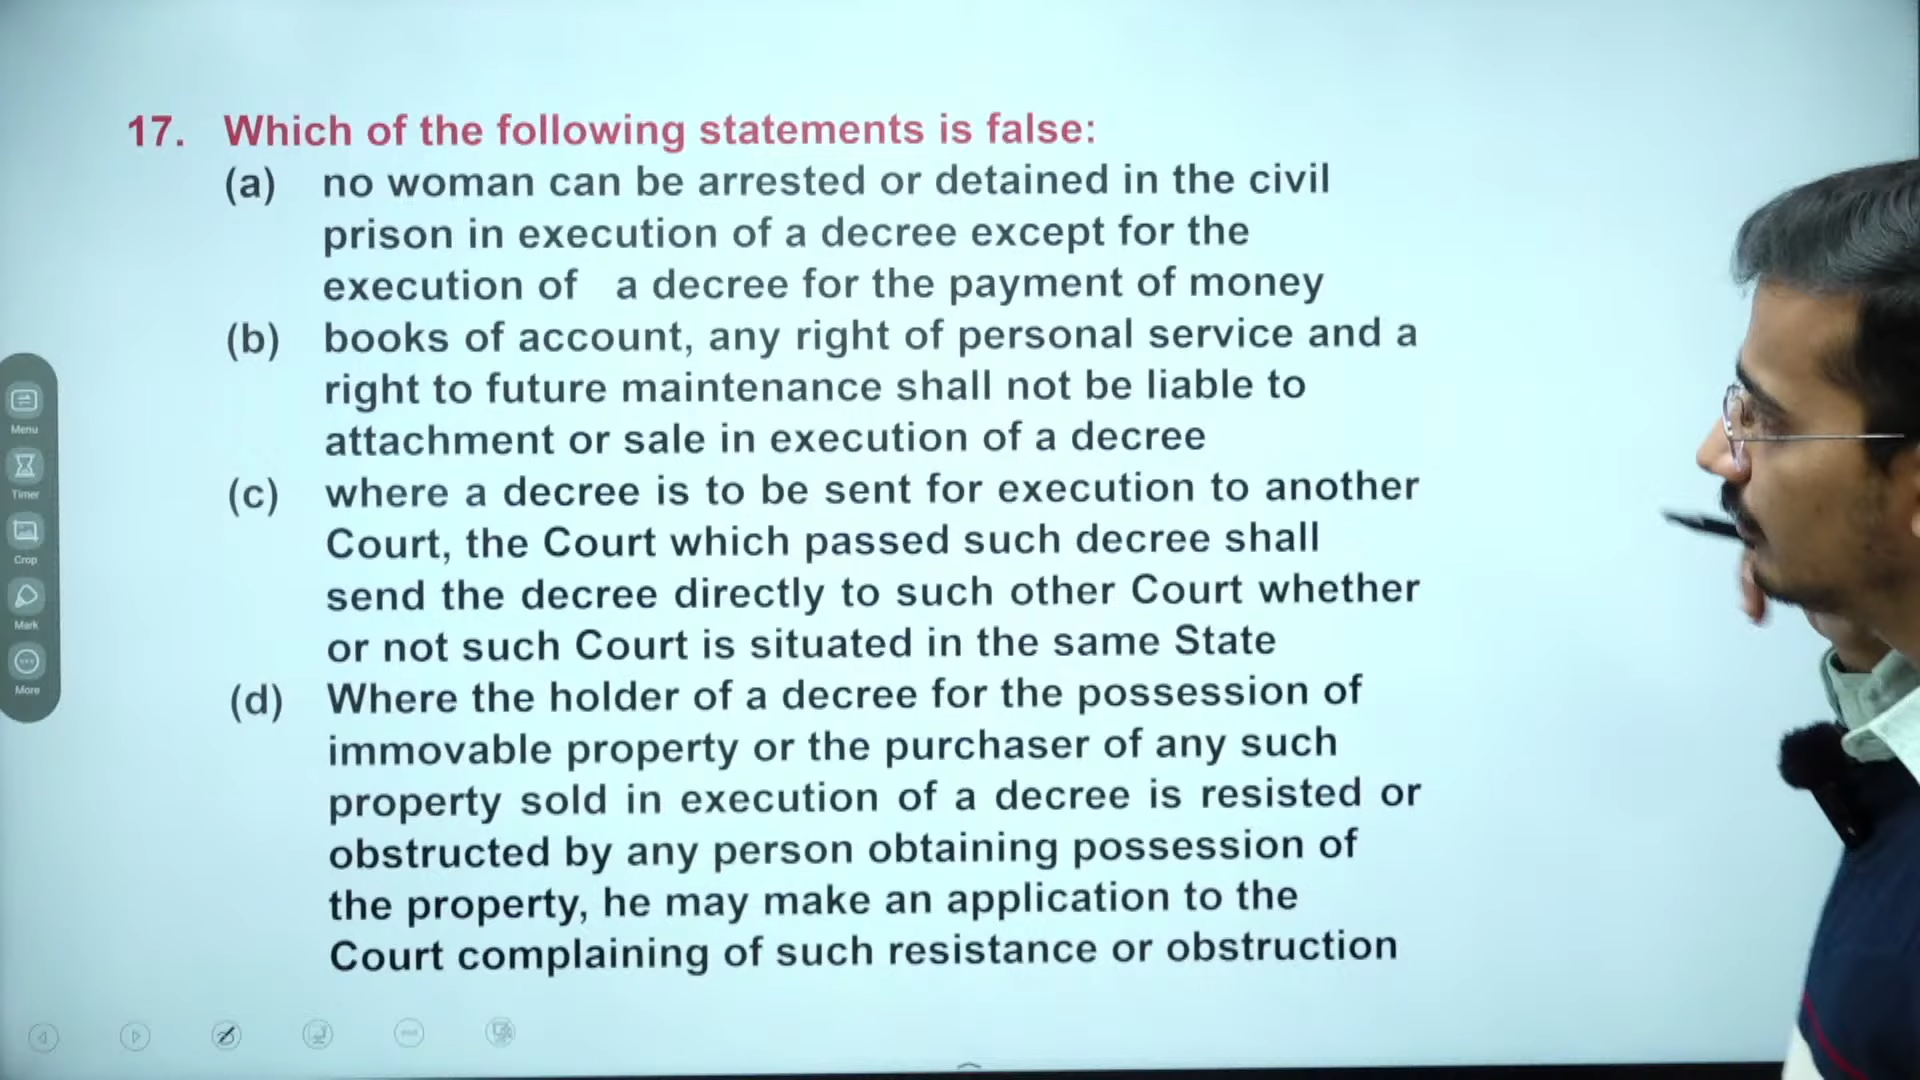 17. Which of the following statements is false:
(a) no woman can be arrested or detained in the civil
prison in execution of a decree except for the
execution of a decree for the payment of money
(b) books of account, any right of personal service and a
right to future maintenance shall not be liable to
attachment or sale in execution of a decree
(c) where a decree is to be sent for execution to another
Court, the Court which passed such decree shall
send the decree directly to such other Court whether
or not such Court is situated in the same State
(d) Where the holder of a decree for the possession of
immovable property or the purchaser of any such
property sold in execution of a decree is resisted or
obstructed by any person obtaining possession of
the property, he may make an application to the
Court complaining of such resistance or obstruction
Menu
Timer
Crop
Mark
More